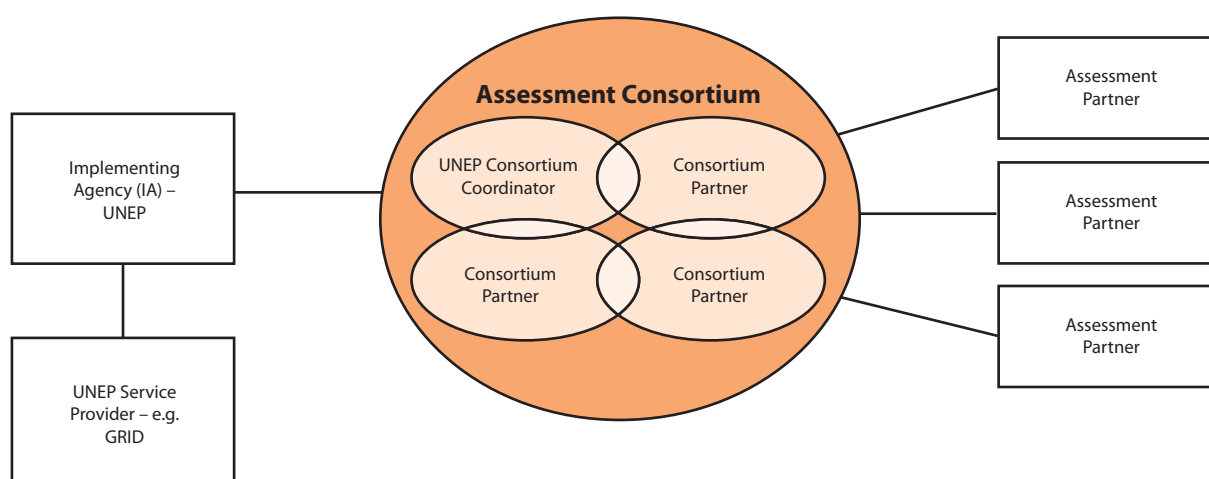 Assessment Consortium
Implementing
Agency (IA) –
UNEP
UNEP Service
Provider – e.g.
GRID
UNEP Consortium
Coordinator
Consortium
Partner
Consortium
Partner
Consortium
Partner
Assessment
Partner
Assessment
Partner
Assessment
Partner